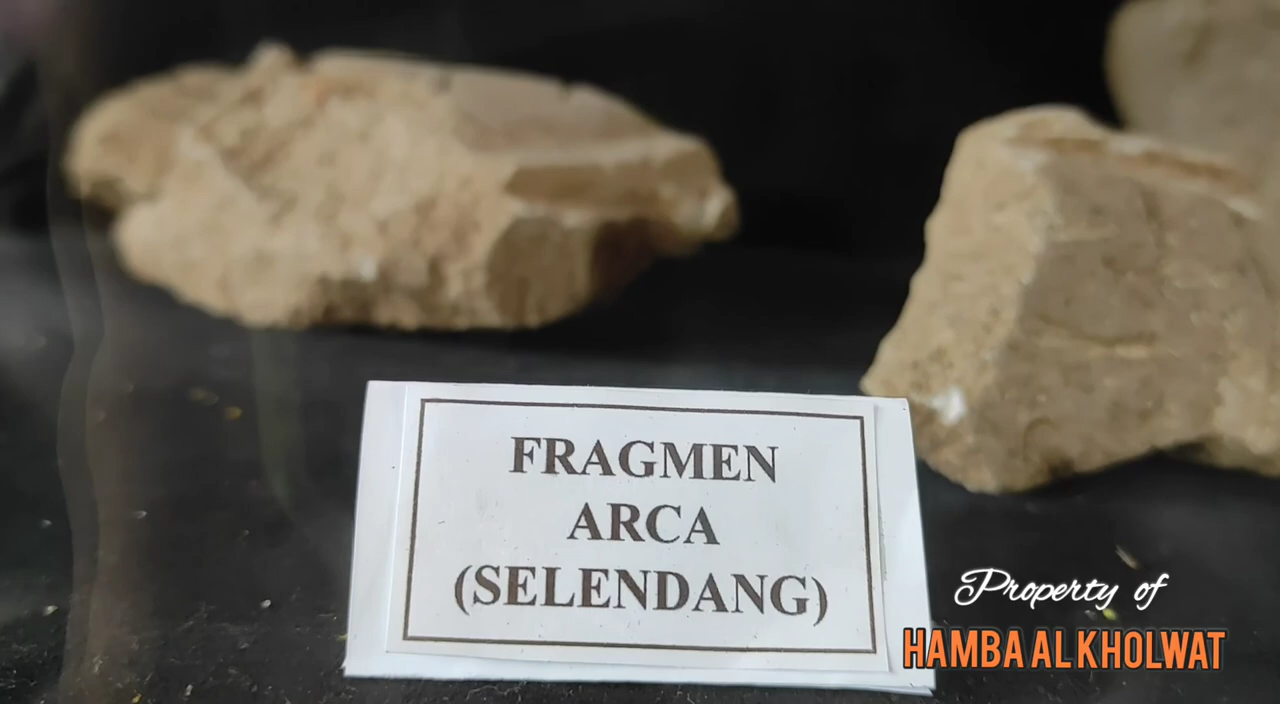 FRAGMEN
ARCA
(SELENDANG)
Property of
HAMBA AL KHOLWAT